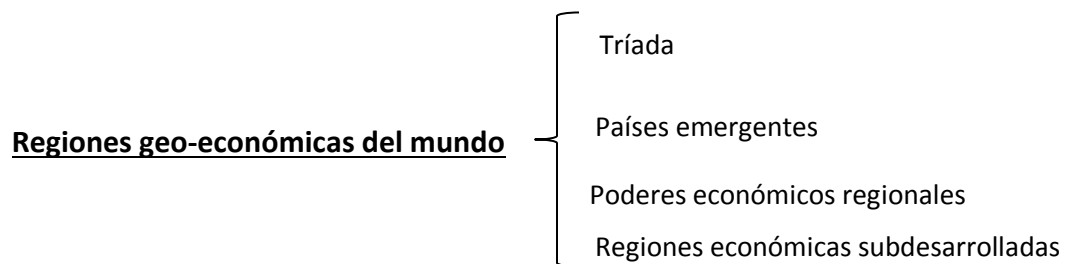 Tríada
Países emergentes
Regiones geo-económicas del mundo
Poderes económicos regionales
Regiones económicas subdesarrolladas